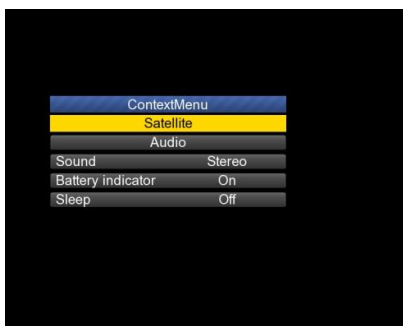 ContextMenu
Satellite
Audio
Sound Stereo
Battery indicator On
Sleep Off